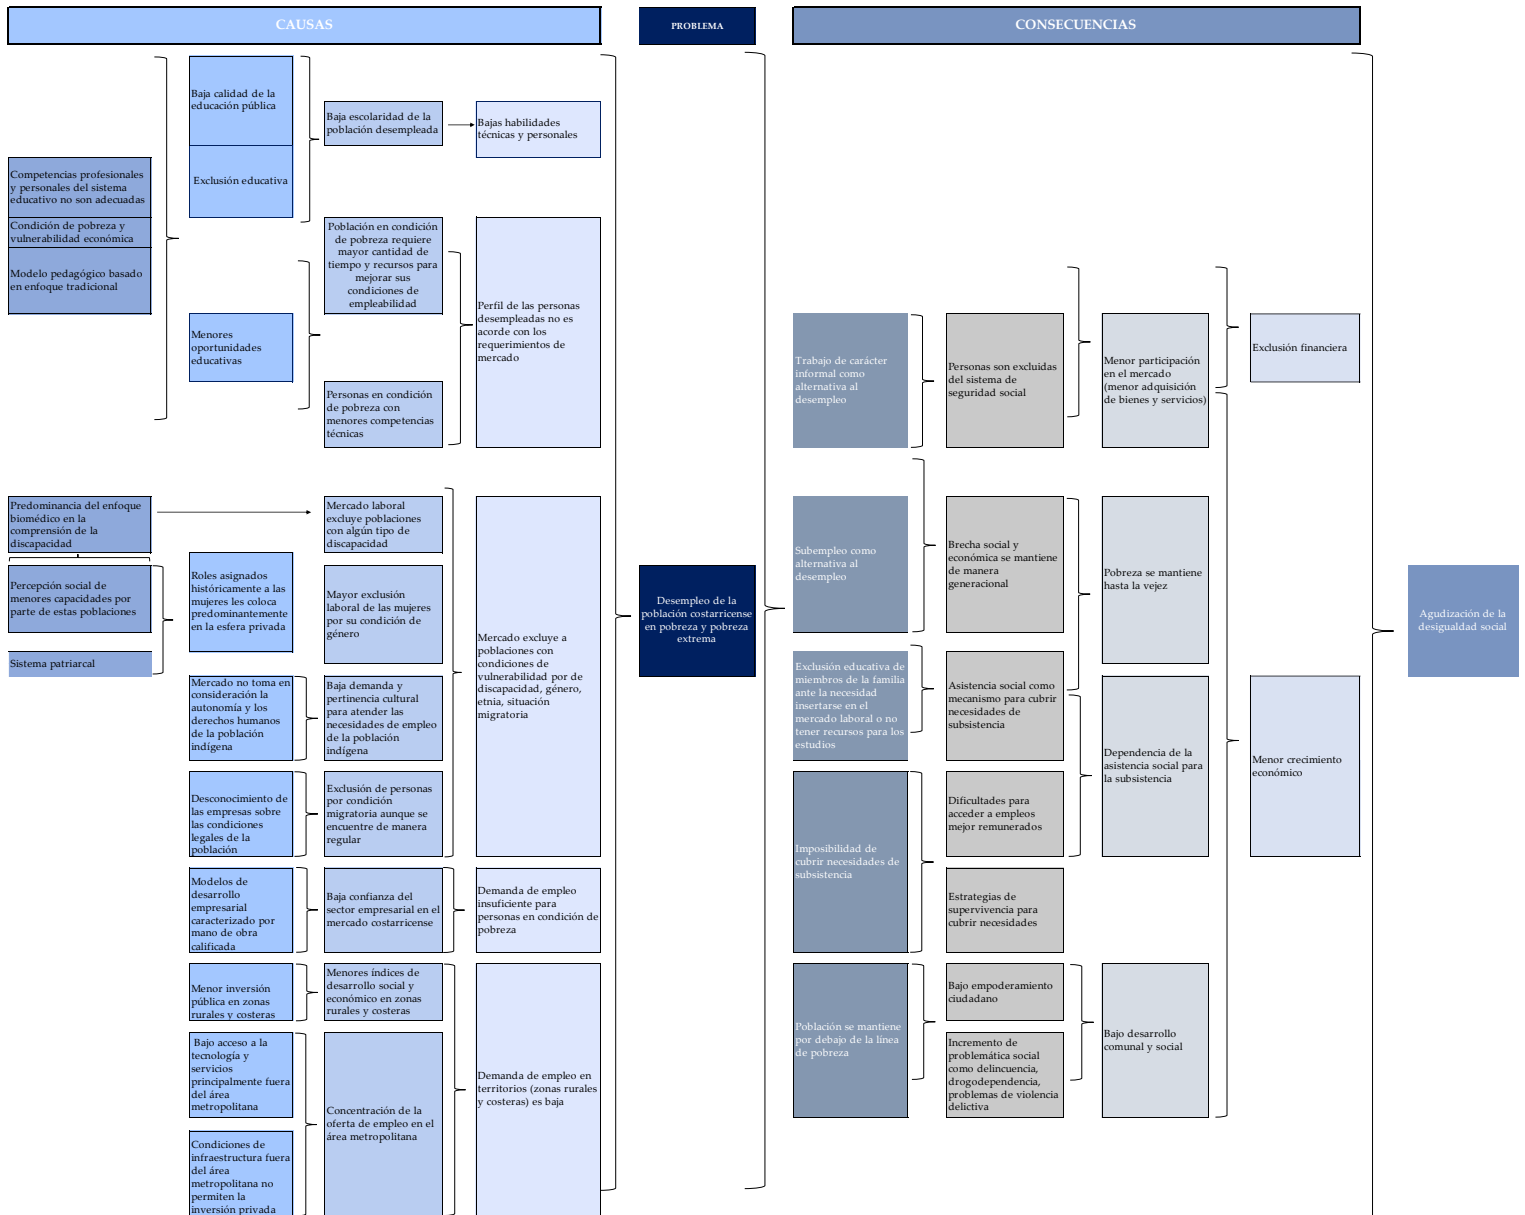 CAUSAS
PROBLEMA
CONSECUENCIAS
Competencias profesionales
y personales del sistema
educativo no son adecuadas
Condición de pobreza y
vulnerabilidad económica
Modelo pedagógico basado
en enfoque tradicional
Baja calidad de la
educación pública
Exclusión educativa
Menores
oportunidades
educativas
Baja escolaridad de la
población desempleada
Población en condición
de pobreza requiere
mayor cantidad de
tiempo y recursos para
mejorar sus
condiciones de
empleabilidad
Personas en condición
de pobreza con
menores competencias
técnicas
Bajas habilidades
técnicas y personales
Perfil de las personas
desempleadas no es
acorde con los
requerimientos de
mercado
Predominancia del enfoque
biomédico en la
comprensión de la
discapacidad
Percepción social de
menores capacidades por
parte de estas poblaciones
Sistema patriarcal
Roles asignados
históricamente a las
mujeres les coloca
predominantemente
en la esfera privada
Mercado no toma en
consideración la
autonomía y los
derechos humanos
de la población
indígena
Desconocimiento de
las empresas sobre
las condiciones
legales de la
población
Modelos de
desarrollo
empresarial
caracterizado por
mano de obra
calificada
Menor inversión
pública en zonas
rurales y costeras
Bajo acceso a la
tecnología y
servicios
principalmente fuera
del área
metropolitana
Condiciones de
infraestructura fuera
del área
metropolitana no
permiten la
inversión privada
Mercado laboral
excluye poblaciones
con algún tipo de
discapacidad
Mayor exclusión
laboral de las mujeres
por su condición de
género
Baja demanda y
pertinencia cultural
para atender las
necesidades de empleo
de la población
indígena
Exclusión de personas
por condición
migratoria aunque se
encuentre de manera
regular
Baja confianza del
sector empresarial en el
mercado costarricense
Menores índices de
desarrollo social y
económico en zonas
rurales y costeras
Concentración de la
oferta de empleo en el
área metropolitana
Mercado excluye a
poblaciones con
condiciones de
vulnerabilidad por de
discapacidad, género,
etnia, situación
migratoria
Demanda de empleo
insuficiente para
personas en condición de
pobreza
Demanda de empleo en
territorios (zonas rurales
y costeras) es baja
Desempleo de la
población costarricense
en pobreza y pobreza
extrema
Trabajo de carácter
informal como
alternativa al
desempleo
Subempleo como
alternativa al
desempleo
Exclusión educativa de
miembros de la familia
ante la necesidad
insertarse en el
mercado laboral o no
tener recursos para los
estudios
Imposibilidad de
cubrir necesidades de
subsistencia
Población se mantiene
por debajo de la línea
de pobreza
Personas son excluidas
del sistema de
seguridad social
Brecha social y
económica se mantiene
de manera
generacional
Asistencia social como
mecanismo para cubrir
necesidades de
subsistencia
Dificultades para
acceder a empleos
mejor remunerados
Estrategias de
supervivencia para
cubrir necesidades
Bajo empoderamiento
ciudadano
Incremento de
problemática social
como delincuencia,
drogodependencia,
problemas de violencia
delictiva
Menor participación
en el mercado
(menor adquisición
de bienes y servicios)
Pobreza se mantiene
hasta la vejez
Dependencia de la
asistencia social para
la subsistencia
Bajo desarrollo
comunal y social
Exclusión financiera
Menor crecimiento
económico
Agudización de la
desigualdad social